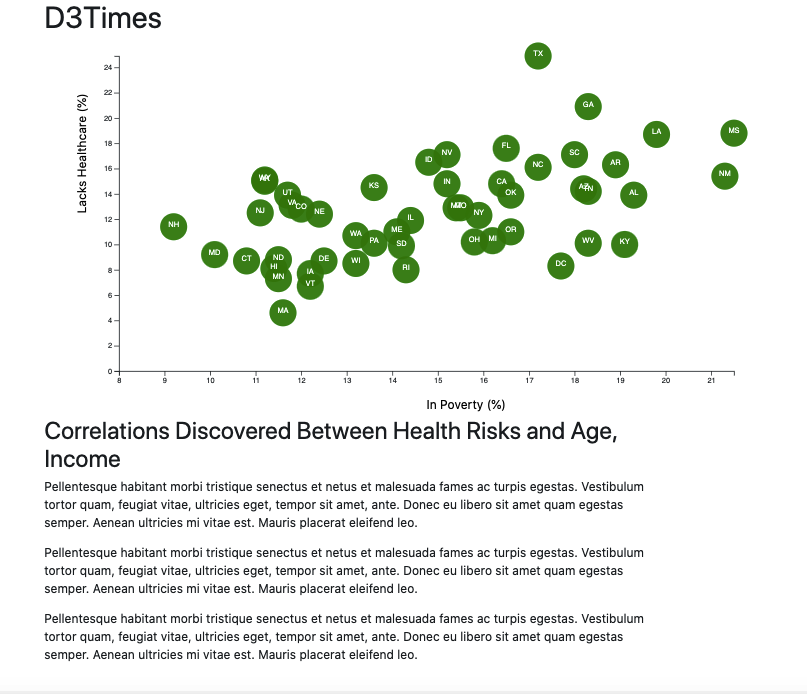 D3Times
TX
24
22
GA
20
LA
MS
18
FL
NV
SC
ID
NC
AR
16
NM
IN
CA
KS
14
UT
OK
AL
VA
CO
NE
NJ
NY
12
NH
IL
ME
OR
WA
PA
SD
OH
MI
WV
KY
10
MD
CT
ND
DE
WI
HI
RI
DC
8
IA
MN
VT
6
MA
4
2
0
8
9
10
11
12
13
14
15
16
17
18
19
20
21
Lacks Healthcare (%)
In Poverty (%)
Correlations Discovered Between Health Risks and Age,
Income
Pellentesque habitant morbi tristique senectus et netus et malesuada fames ac turpis egestas. Vestibulum
tortor quam, feugiat vitae, ultricies eget, tempor sit amet, ante. Donec eu libero sit amet quam egestas
semper. Aenean ultricies mi vitae est. Mauris placerat eleifend leo.
Pellentesque habitant morbi tristique senectus et netus et malesuada fames ac turpis egestas. Vestibulum
tortor quam, feugiat vitae, ultricies eget, tempor sit amet, ante. Donec eu libero sit amet quam egestas
semper. Aenean ultricies mi vitae est. Mauris placerat eleifend leo.
Pellentesque habitant morbi tristique senectus et netus et malesuada fames ac turpis egestas. Vestibulum
tortor quam, feugiat vitae, ultricies eget, tempor sit amet, ante. Donec eu libero sit amet quam egestas
semper. Aenean ultricies mi vitae est. Mauris placerat eleifend leo.